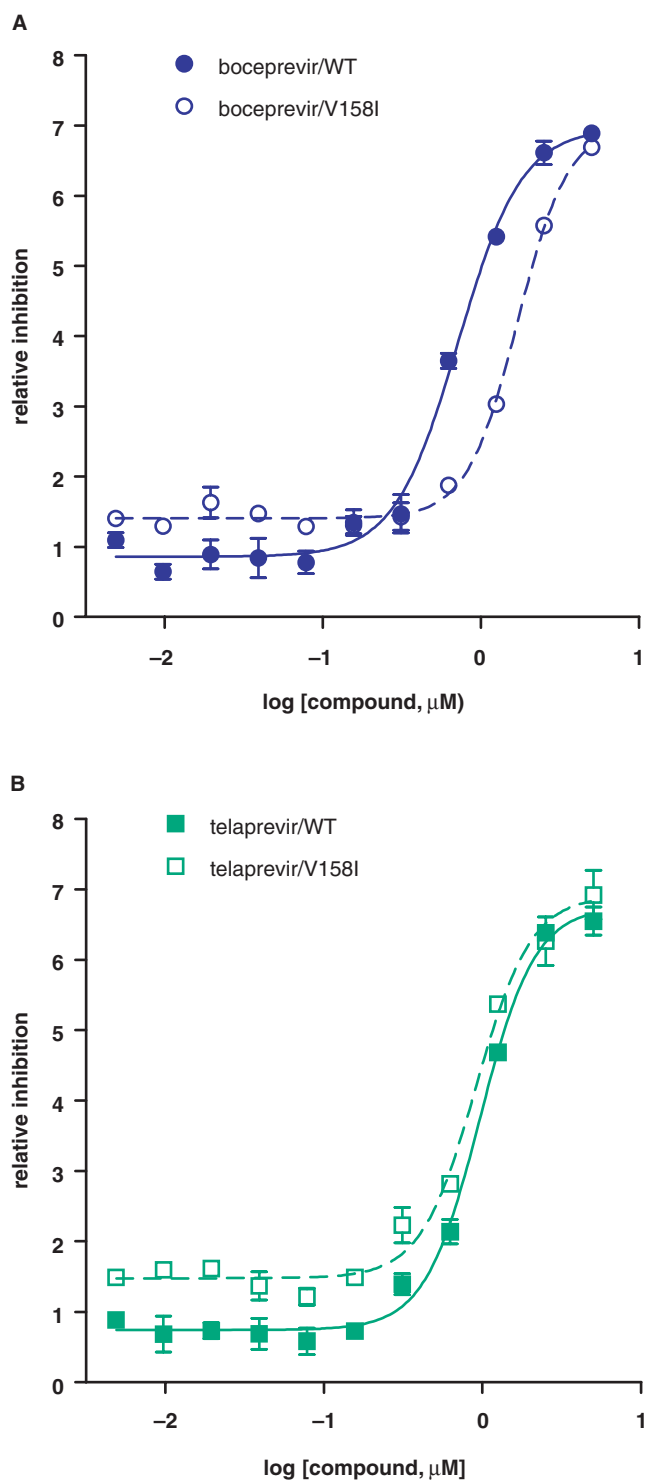 A
8
boceprevir/WT
7
boceprevir/V158I
6
5
4
3
2
1
0
relative inhibition
–2
–1
0
1
log [compound, μM)
B
8
telaprevir/WT
7
telaprevir/V158I
6
5
4
3
2
1
0
relative inhibition
–2
–1
0
1
log [compound, μM]